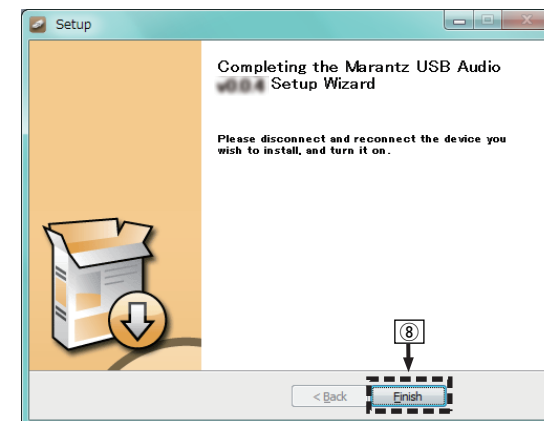 Setup
Completing the Marantz USB Audio
Setup Wizard
Please disconnect and reconnect the device you
wish to install, and turn it on.
⑧
< Back
Finish